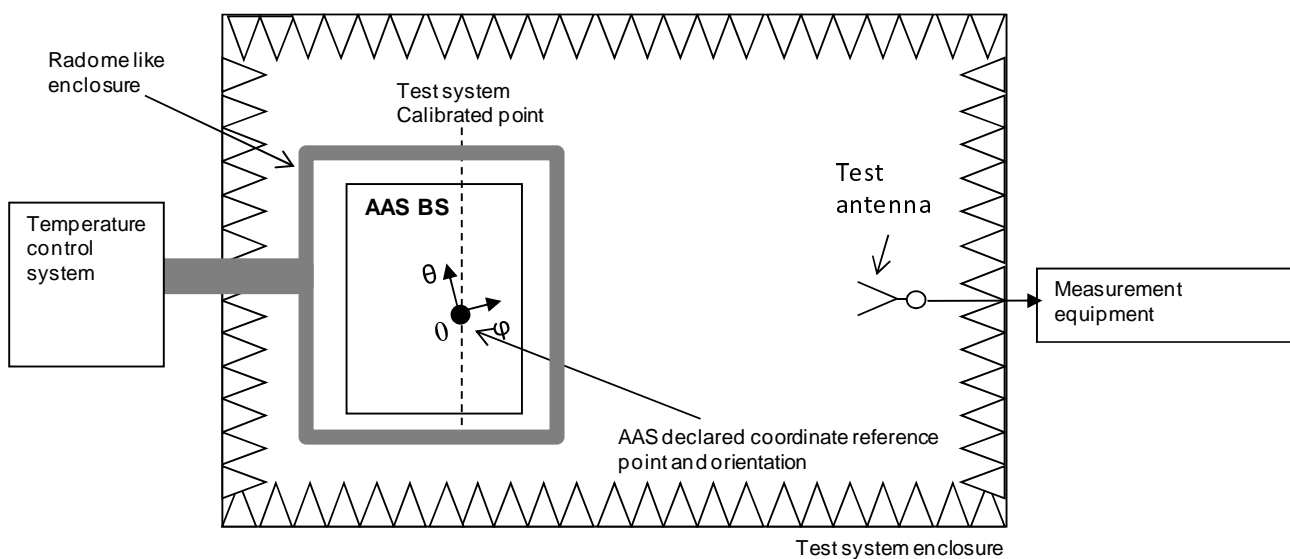 Radome like
enclosure
Test system
Calibrated point
Test
antenna
AAS BS
Temperature
control
system
θ
φ
0
Measurement
equipment
AAS declared coordinate reference
point and orientation
Test system enclosure